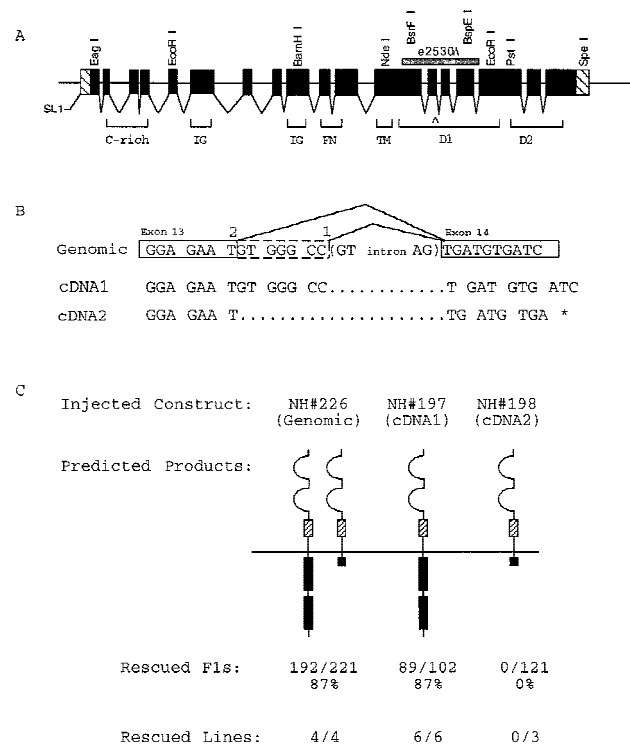 A
Eag I
EcoR I
BamH I
Nde I
BsrF I
BspE I
EcoR I
Pst I
Spe I
e2530Δ
SL1
^
C-rich IG IG FN TM D1 D2
B
Exon 13 2 1 Exon 14
Genomic GGA GAA TGT GGG CC(GT intron AG)TGATGTGATC
cDNA1 GGA GAA TGT GGG CC...........T GAT GTG ATC
cDNA2 GGA GAA T....................TG ATG TGA *
C
Injected Construct: NH#226 NH#197 NH#198
(Genomic) (cDNA1) (cDNA2)
Predicted Products:
Rescued F1s: 192/221 89/102 0/121
87% 87% 0%
Rescued Lines: 4/4 6/6 0/3